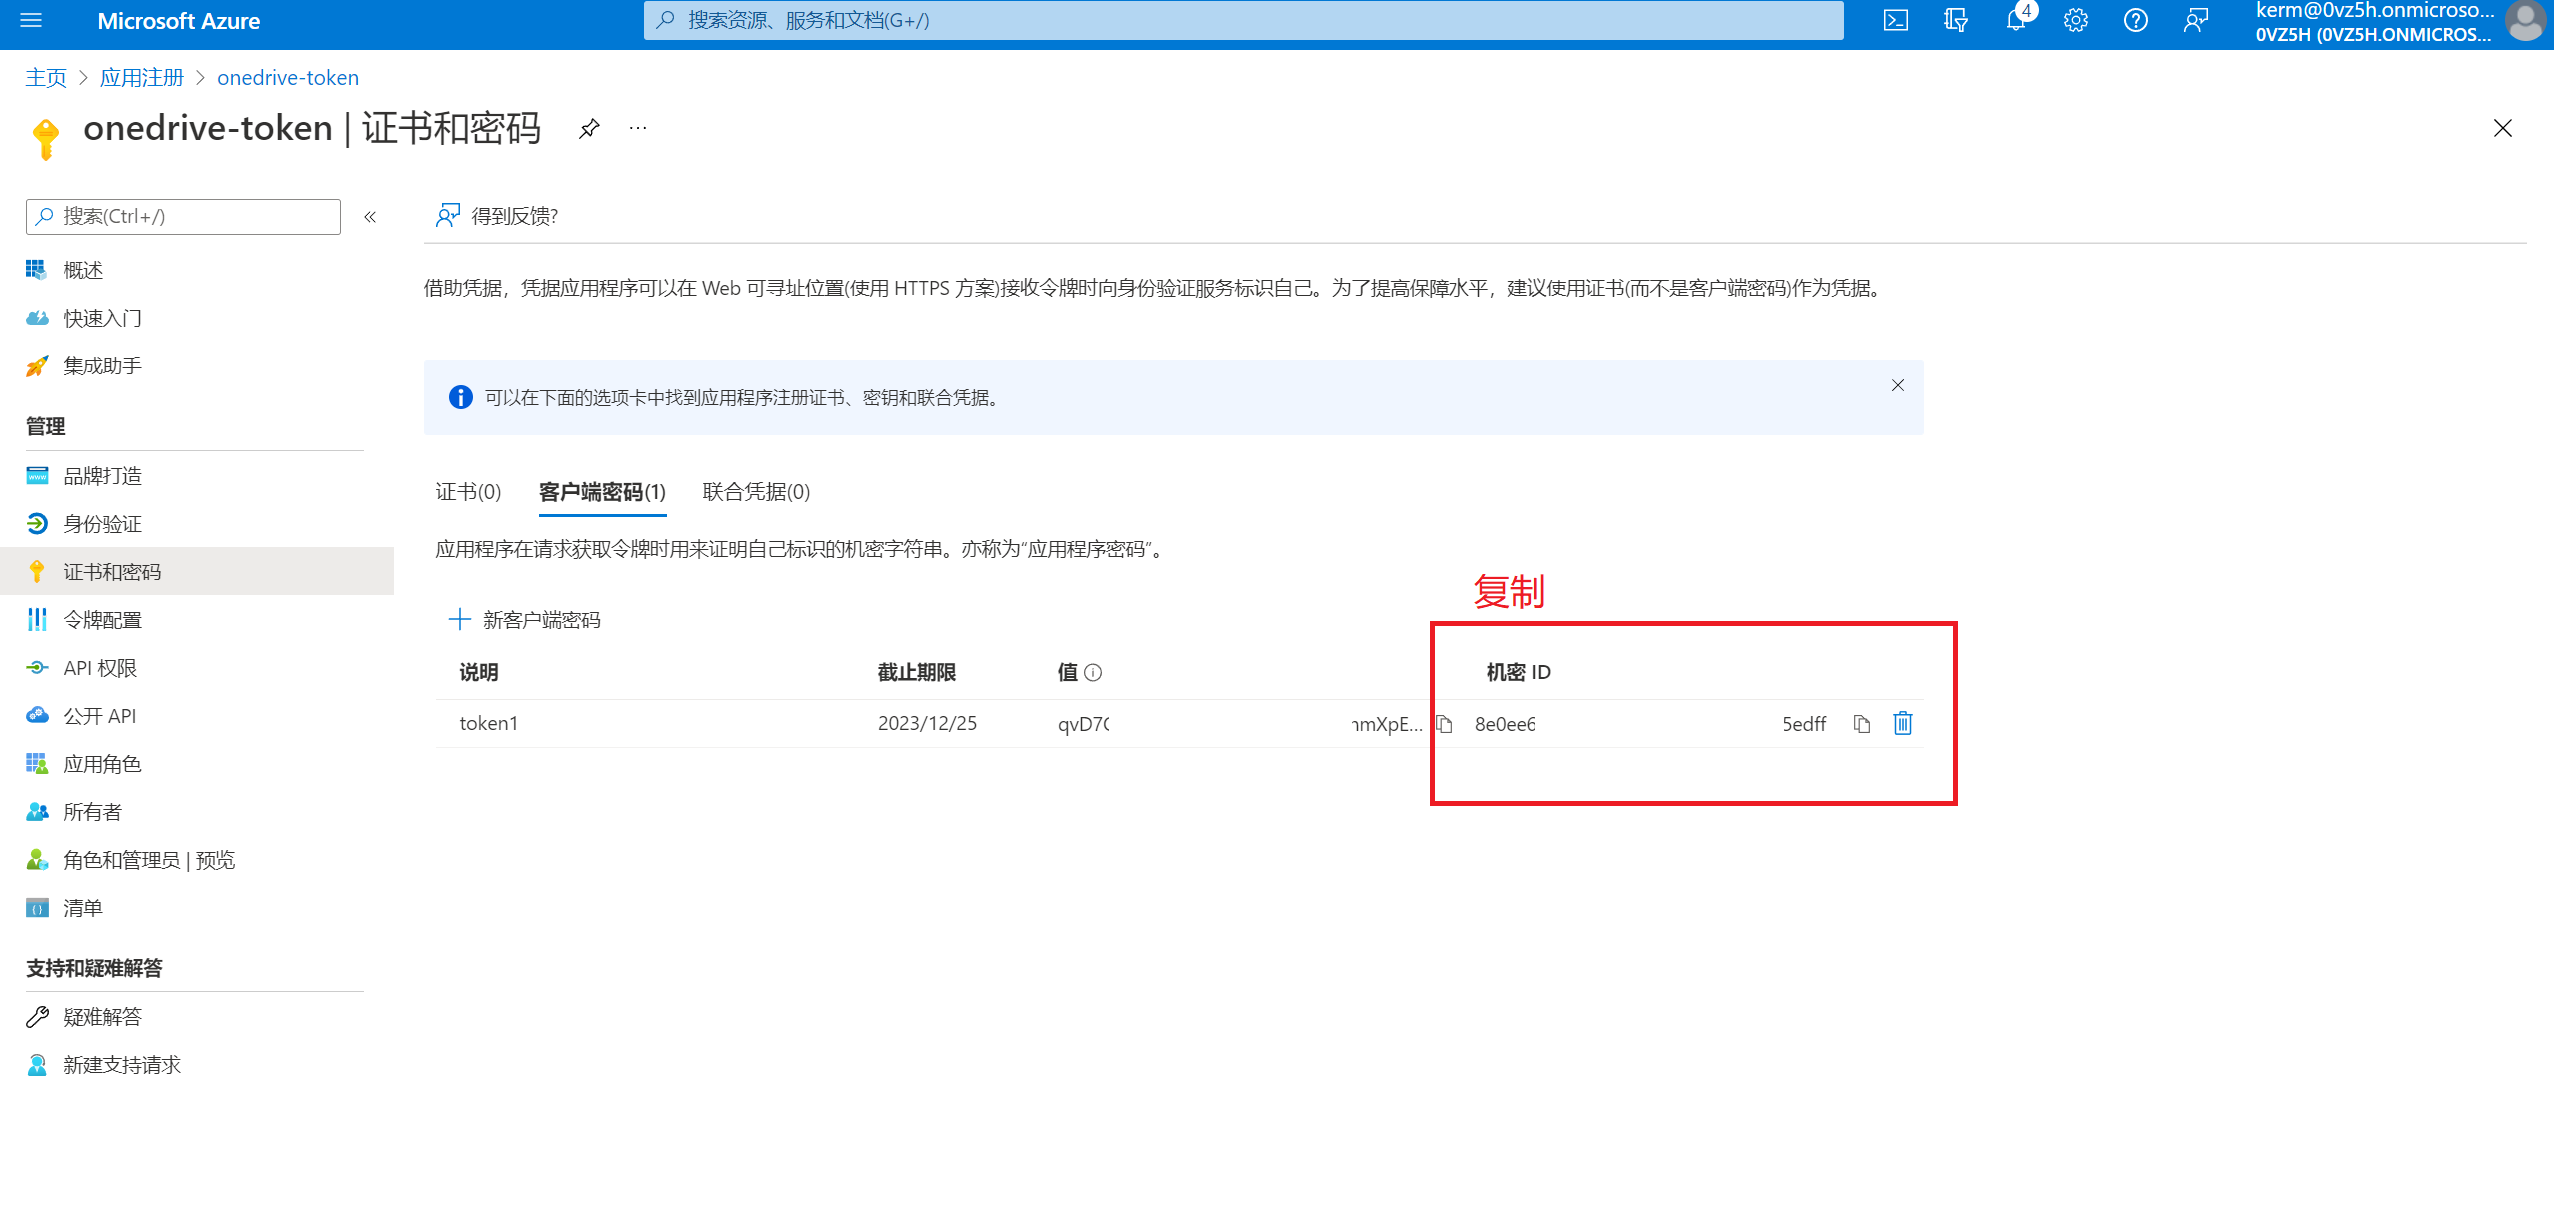 Microsoft Azure
搜索资源、服务和文档(G+/)
4
kerm@0vz5h.onmicroso...
0VZ5H (0VZ5H.ONMICROS...
主页 > 应用注册 > onedrive-token
onedrive-token | 证书和密码
搜索(Ctrl+/)
得到反馈?
概述
快速入门
集成助手
管理
品牌打造
身份验证
证书和密码
令牌配置
API 权限
公开 API
应用角色
所有者
角色和管理员 | 预览
清单
支持和疑难解答
疑难解答
新建支持请求
借助凭据，凭据应用程序可以在 Web 可寻址位置(使用 HTTPS 方案)接收令牌时向身份验证服务标识自己。为了提高保障水平，建议使用证书(而不是客户端密码)作为凭据。
可以在下面的选项卡中找到应用程序注册证书、密钥和联合凭据。
证书(0) 客户端密码(1) 联合凭据(0)
应用程序在请求获取令牌时用来证明自己标识的机密字符串。亦称为“应用程序密码”。
复制
新客户端密码
说明 截止期限 值 机密 ID
token1 2023/12/25 qvD7 mXpE... 8e0ee6 5edff